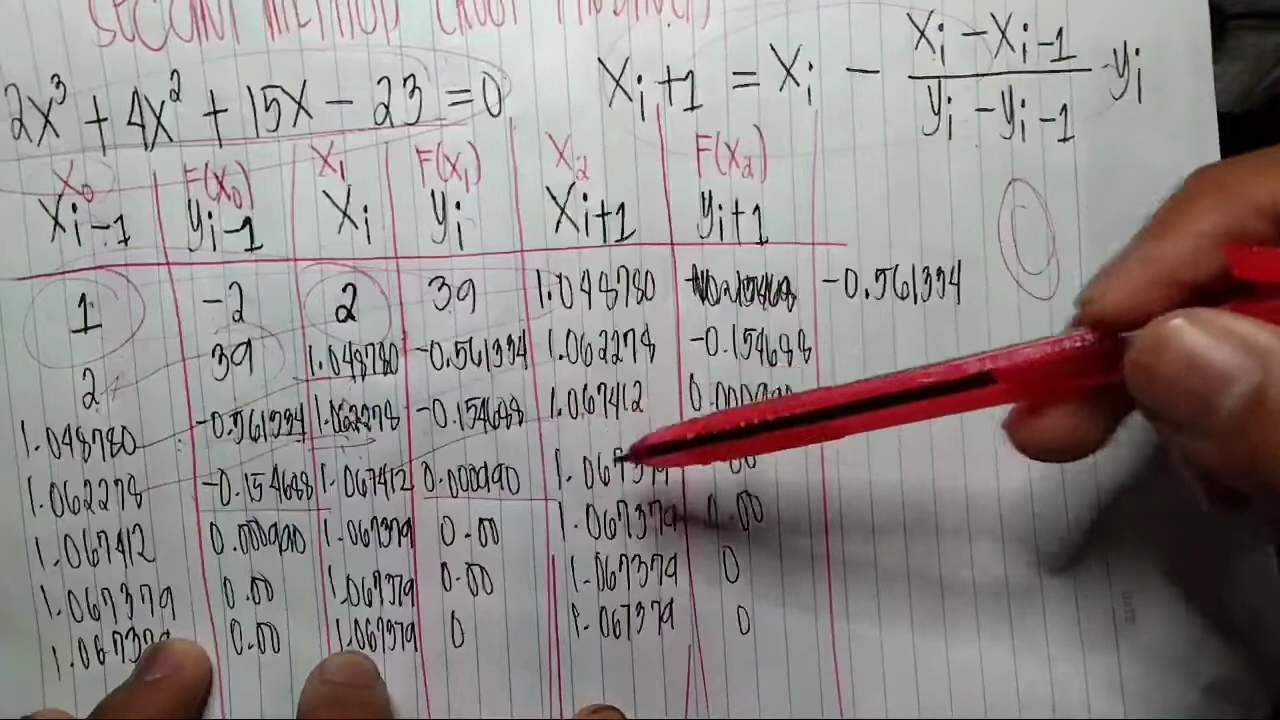 SECANT METHOD (ROOT FINDING)
2x³ + 4x² + 15x - 23 = 0
Xi+1 = Xi - (Xi - Xi-1)/(yi - yi-1) · yi
X0 F(X0) X1 F(X1) X2 F(X2)
Xi-1 yi-1 Xi yi Xi+1 yi+1
1 -2 2 39 1.048780 -0.561334
2 39 1.048780 -0.561334 1.062278 -0.154688
1.048780 -0.561334 1.062278 -0.154688 1.067412
1.062278 -0.154688 1.067412 0.000990
1.067412 0.000990 1.067379 0.00 1.067379 0.00
1.067379 0.00 1.067379 0.00 1.067379 0
0.00 1.067379 0 1.067379 0